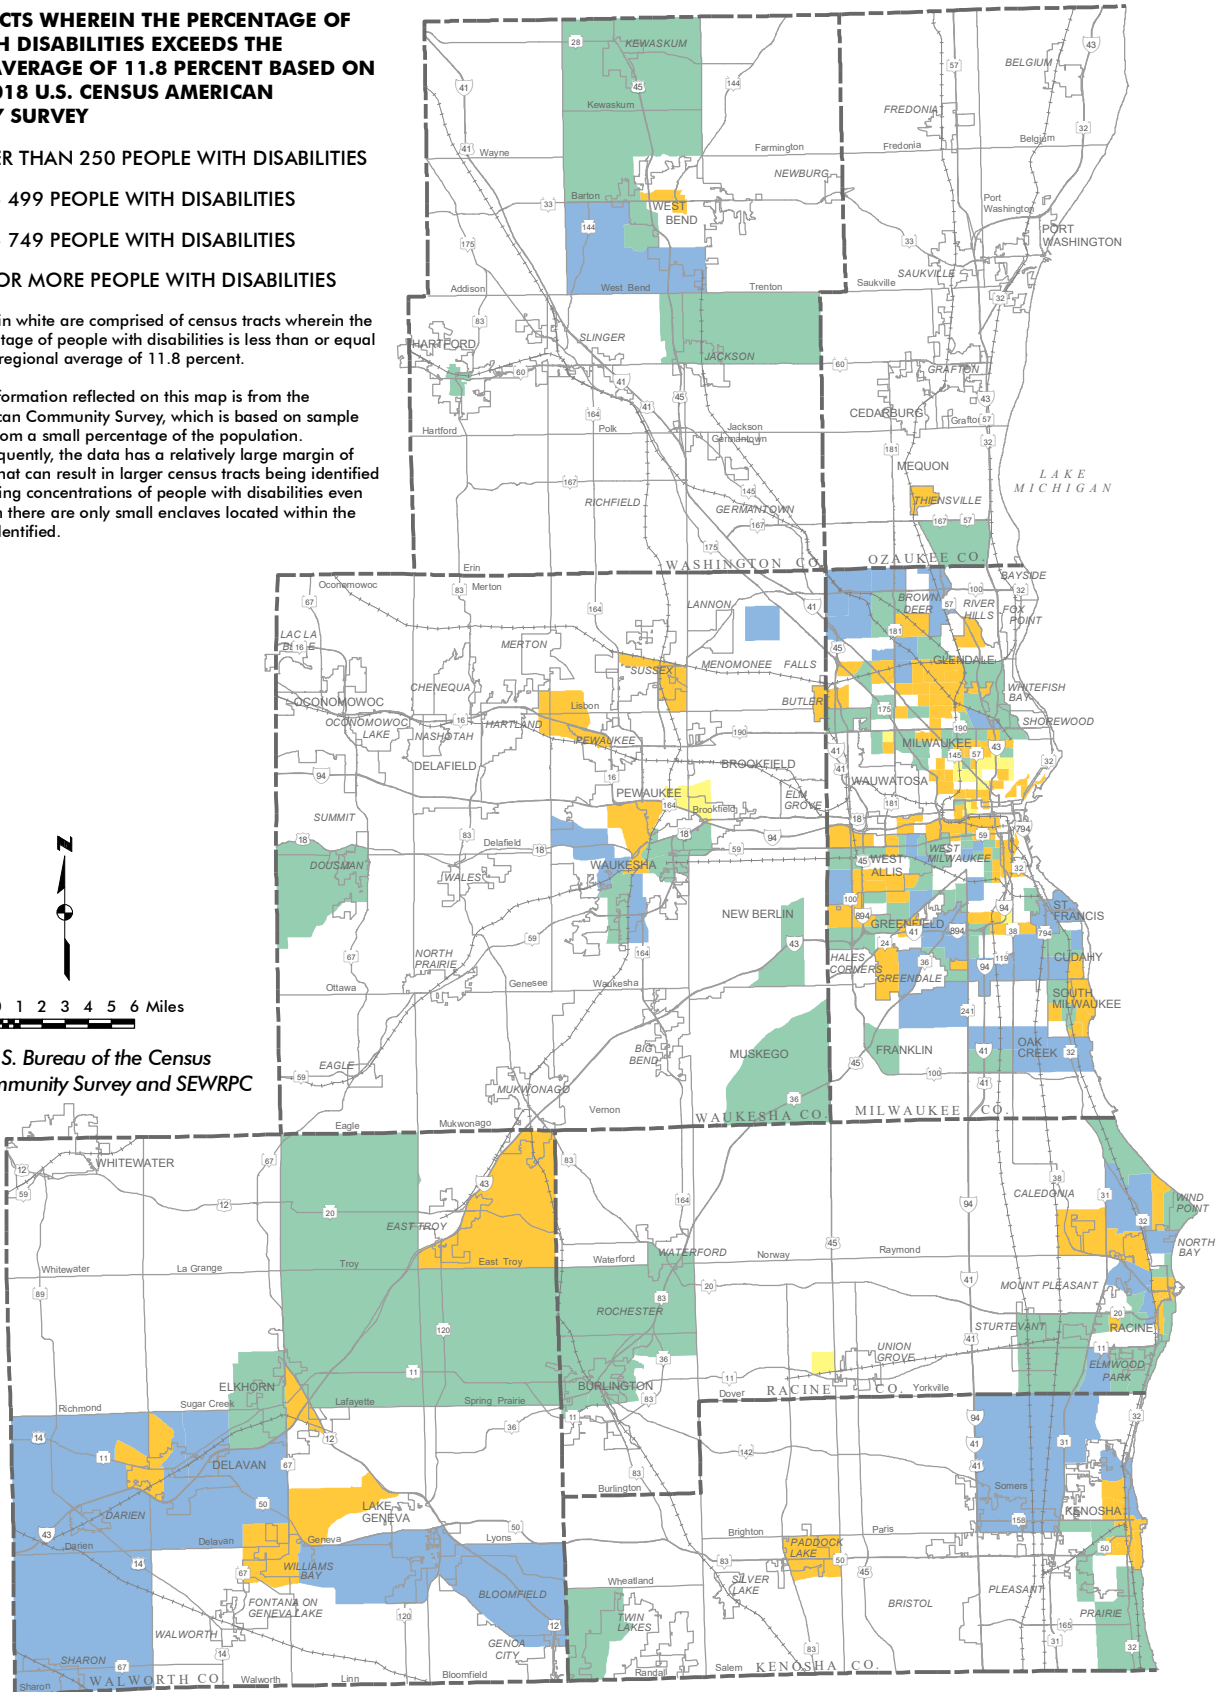 CTS WHEREIN THE PERCENTAGE OF
H DISABILITIES EXCEEDS THE
AVERAGE OF 11.8 PERCENT BASED ON
018 U.S. CENSUS AMERICAN
Y SURVEY
ER THAN 250 PEOPLE WITH DISABILITIES
499 PEOPLE WITH DISABILITIES
749 PEOPLE WITH DISABILITIES
OR MORE PEOPLE WITH DISABILITIES
in white are comprised of census tracts wherein the
tage of people with disabilities is less than or equal
regional average of 11.8 percent.
formation reflected on this map is from the
can Community Survey, which is based on sample
om a small percentage of the population.
quently, the data has a relatively large margin of
hat can result in larger census tracts being identified
ing concentrations of people with disabilities even
h there are only small enclaves located within the
dentified.
KEWASKUM
Kewaskum
Wayne
Farmington
NEWBURG
Barton
WEST
BEND
Addison
West Bend
Trenton
BELGIUM
FREDONIA
Fredonia
Belgium
Port
Washington
PORT
WASHINGTON
SAUKVILLE
Saukville
HARTFORD
SLINGER
JACKSON
GRAFTON
CEDARBURG
Grafton
Hartford
Polk
Jackson
Germantown
MEQUON
THIENSVILLE
LAKE
MICHIGAN
RICHFIELD
GERMANTOWN
Erin
WASHINGTON CO.
OZAUKEE CO.
Oconomowoc
Merton
LANNON
BAYSIDE
BROWN
DEER
RIVER
HILLS
FOX
POINT
LAC LA
MERTON
SUSSEX
MENOMONEE FALLS
GLENDALE
CHENEQUA
OCONOMOWOC
OCONOMOWOC
LAKE
NASHOTAH
HARTLAND
Lisbon
PEWAUKEE
BUTLER
WHITEFISH
BAY
SHOREWOOD
DELAFIELD
BROOKFIELD
MILWAUKEE
WAUWATOSA
PEWAUKEE
Brookfield
ELM
GROVE
SUMMIT
Delafield
DOUSMAN
WALES
WAUKESHA
WEST
ALLIS
WEST
MILWAUKEE
NEW BERLIN
GREENFIELD
ST.
FRANCIS
NORTH
PRAIRIE
HALES
CORNERS
GREENDALE
CUDAHY
Ottawa
Genesee
Waukesha
SOUTH
MILWAUKEE
EAGLE
BIG
BEND
MUSKEGO
FRANKLIN
OAK
CREEK
MUKWONAGO
Vernon
WAUKESHA CO.
MILWAUKEE CO.
N
0 1 2 3 4 5 6 Miles
S. Bureau of the Census
mmunity Survey and SEWRPC
Eagle
Mukwonago
WHITEWATER
EAST TROY
Whitewater
La Grange
Troy
East Troy
Waterford
WATERFORD
Norway
Raymond
CALEDONIA
WIND
POINT
NORTH
BAY
MOUNT PLEASANT
ROCHESTER
STURTEVANT
RACINE
UNION
GROVE
ELMWOOD
PARK
ELKHORN
BURLINGTON
Dover
RACINE CO.
Yorkville
Richmond
Sugar Creek
Lafayette
Spring Prairie
DELAVAN
Burlington
DARIEN
LAKE
GENEVA
Somers
KENOSHA
Darien
Delavan
Geneva
Lyons
Brighton
Paris
PADDOCK
LAKE
WILLIAMS
BAY
BLOOMFIELD
Wheatland
SILVER
LAKE
PLEASANT
PRAIRIE
FONTANA ON
GENEVA LAKE
TWIN
LAKES
BRISTOL
WALWORTH
GENOA
CITY
SHARON
Sharon
WALWORTH CO.
Walworth
Linn
Bloomfield
Randall
Salem
KENOSHA CO.